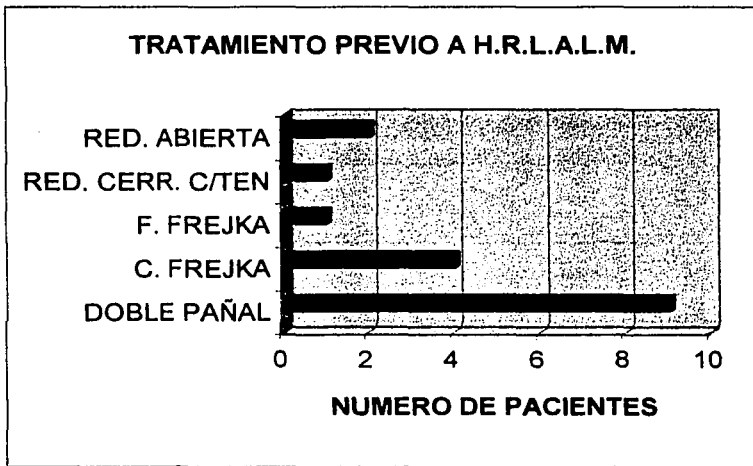 TRATAMIENTO PREVIO A H.R.L.A.L.M.
RED. ABIERTA
RED. CERR. C/TEN
F. FREJKA
C. FREJKA
DOBLE PAÑAL
0 2 4 6 8 10
NUMERO DE PACIENTES